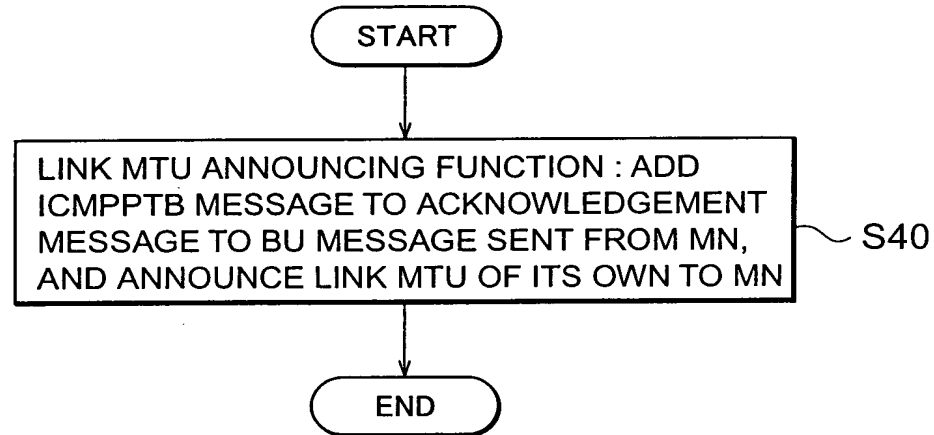 START
LINK MTU ANNOUNCING FUNCTION : ADD
ICMPPTB MESSAGE TO ACKNOWLEDGEMENT
MESSAGE TO BU MESSAGE SENT FROM MN,
AND ANNOUNCE LINK MTU OF ITS OWN TO MN
S40
END